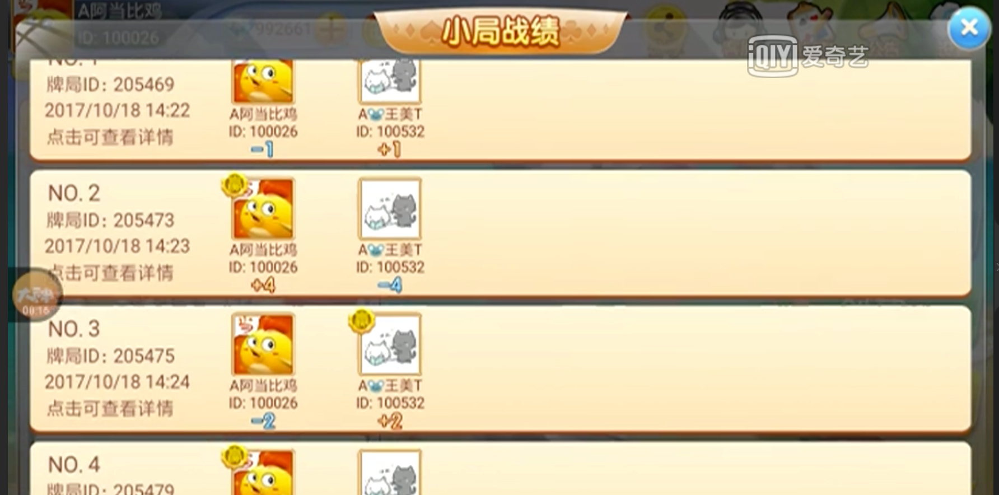 A阿当比鸡
ID: 100026
992661
小局战绩
QIY 爱奇艺
NO. 1
牌局ID: 205469
2017/10/18 14:22
点击可查看详情
A阿当比鸡
ID: 100026
-1
A王美T
ID: 100532
+1
NO. 2
牌局ID: 205473
2017/10/18 14:23
点击可查看详情
A阿当比鸡
ID: 100026
+4
A王美T
ID: 100532
-4
NO. 3
牌局ID: 205475
2017/10/18 14:24
点击可查看详情
A阿当比鸡
ID: 100026
-2
A王美T
ID: 100532
+2
NO. 4
牌局ID: 205479